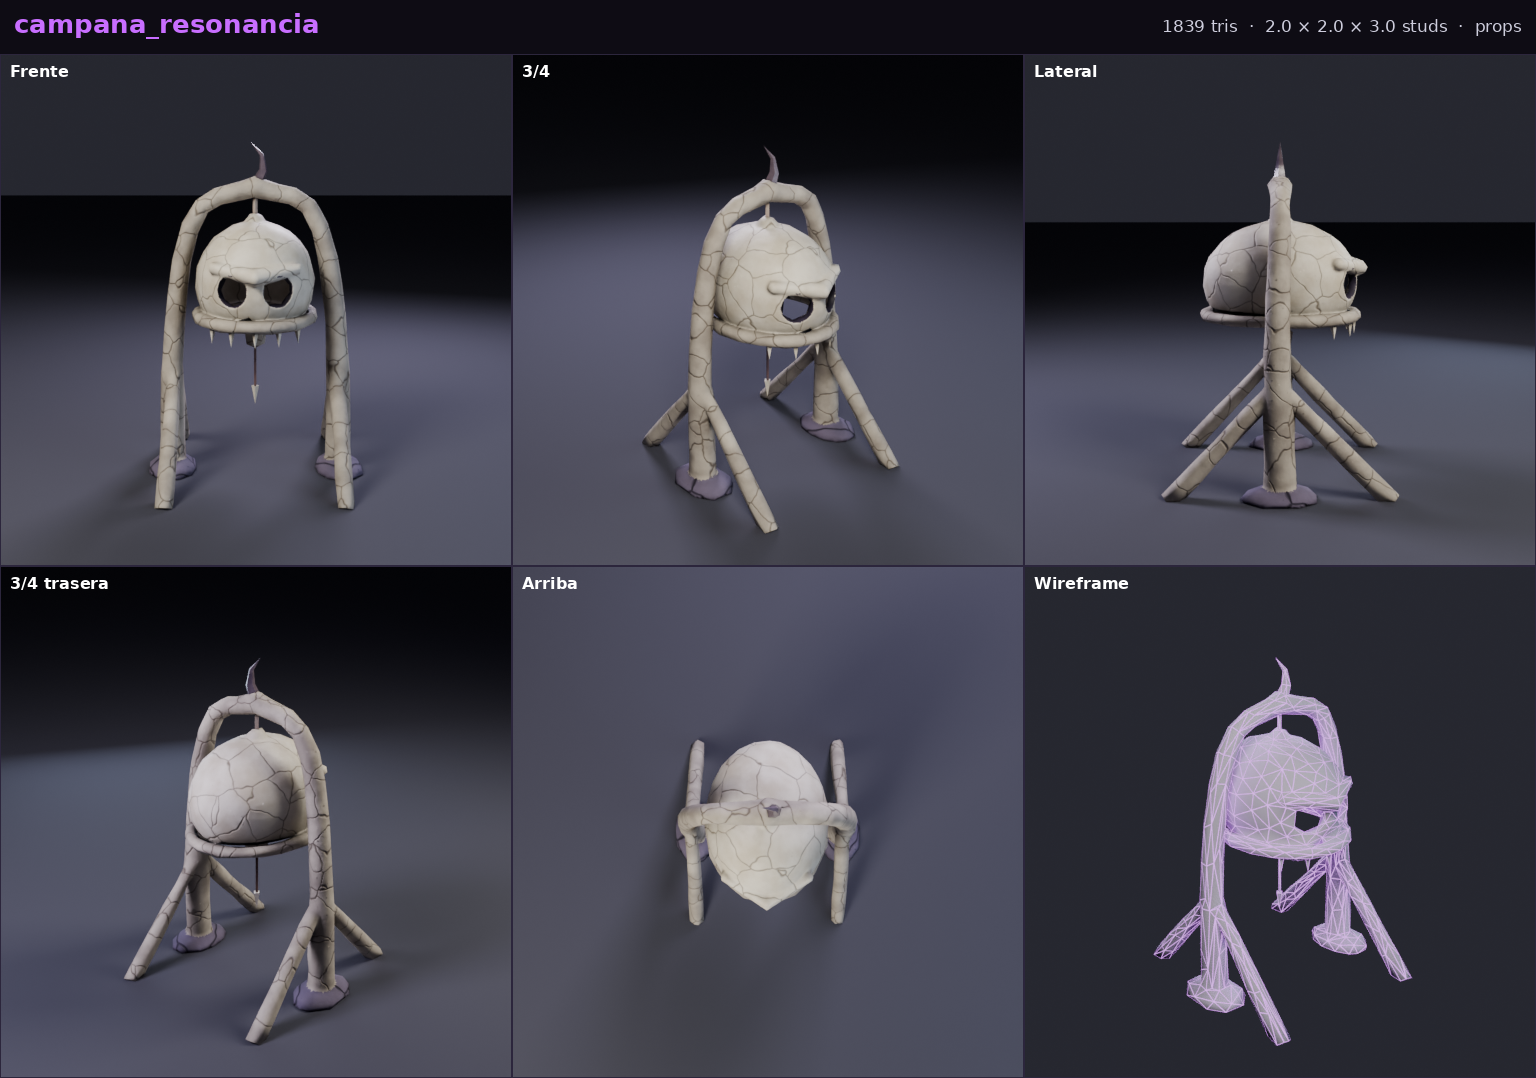 campana_resonancia
1839 tris · 2.0 × 2.0 × 3.0 studs · props
Frente
3/4
Lateral
3/4 trasera
Arriba
Wireframe